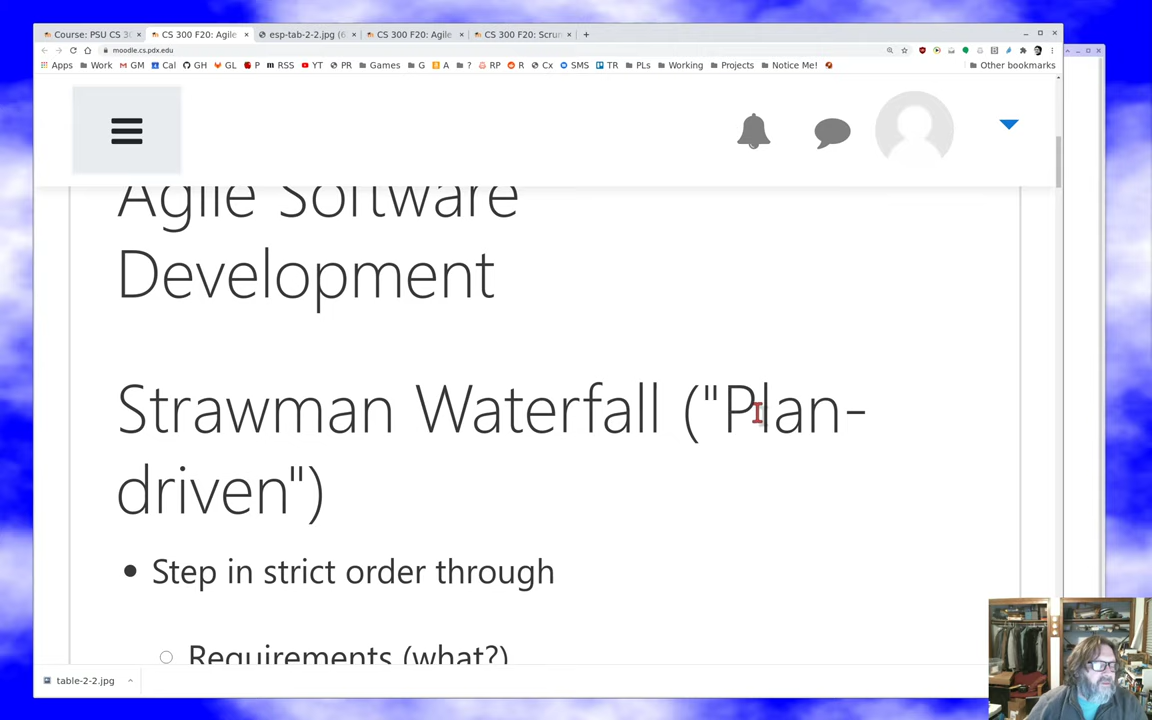 Course: PSU CS 30
CS 300 F20: Agile
esp-tab-2-2.jpg (6
CS 300 F20: Agile
CS 300 F20: Scrum
moodle.cs.pdx.edu
Apps Work GM Cal GH GL P RSS YT PR Games G A ? RP R Cx SMS TR PLs Working Projects Notice Me! Other bookmarks
Agile Software
Development
Strawman Waterfall ("Plan-
driven")
Step in strict order through
Requirements (what?)
table-2-2.jpg